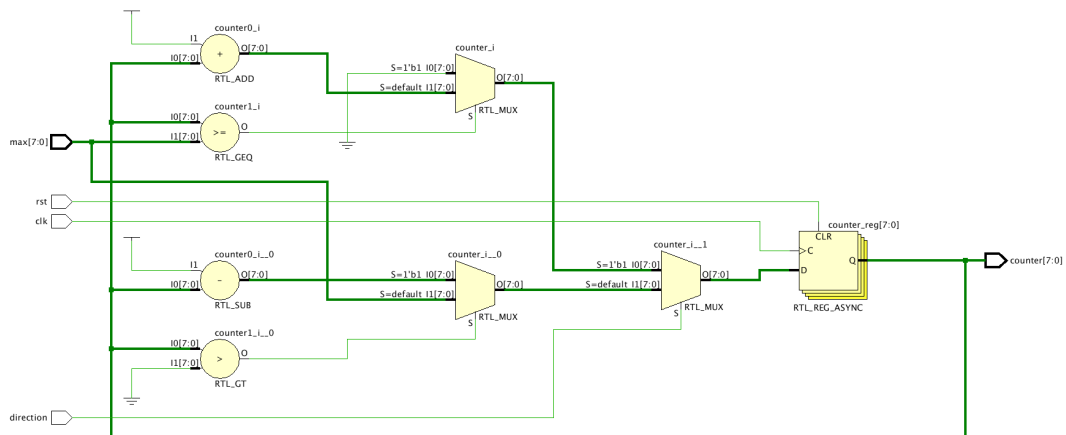 counter0_i
I1
O[7:0]
I0[7:0]
+
RTL_ADD
counter_i
S=1'b1 I0[7:0]
O[7:0]
S=default I1[7:0]
RTL_MUX
S
counter1_i
I0[7:0]
O
I1[7:0]
>=
RTL_GEQ
max[7:0]
rst
clk
counter_reg[7:0]
CLR
C
D
Q
RTL_REG_ASYNC
counter[7:0]
counter0_i__0
I1
O[7:0]
I0[7:0]
-
RTL_SUB
counter_i__0
S=1'b1 I0[7:0]
O[7:0]
S=default I1[7:0]
RTL_MUX
S
counter_i__1
S=1'b1 I0[7:0]
O[7:0]
S=default I1[7:0]
RTL_MUX
S
counter1_i__0
I0[7:0]
O
I1[7:0]
>
RTL_GT
direction